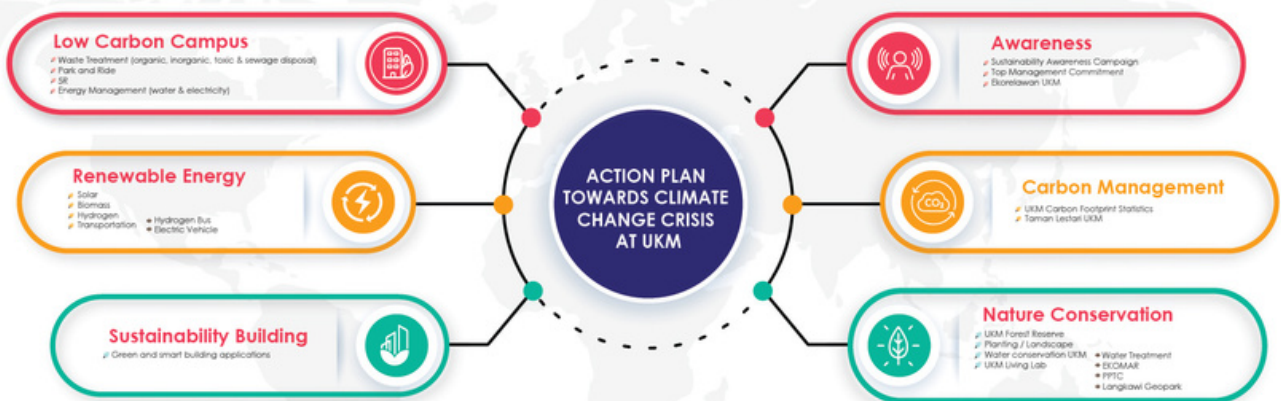 Low Carbon Campus
Waste Treatment (organic, inorganic, toxic & sewage disposal)
Park and Ride
5R
Energy Management (water & electricity)
Renewable Energy
Solar
Biomass
Hydrogen
Transportation
Hydrogen Bus
Electric Vehicle
Sustainability Building
Green and smart building applications
ACTION PLAN
TOWARDS CLIMATE
CHANGE CRISIS
AT UKM
Awareness
Sustainability Awareness Campaign
Top Management Commitment
Ekorelawan UKM
CO₂
Carbon Management
UKM Carbon Footprint Statistics
Taman Lestari UKM
Nature Conservation
UKM Forest Reserve
Planting / Landscape
Water conservation UKM
UKM Living Lab
Water Treatment
EKOMAR
PPTC
Langkawi Geopark